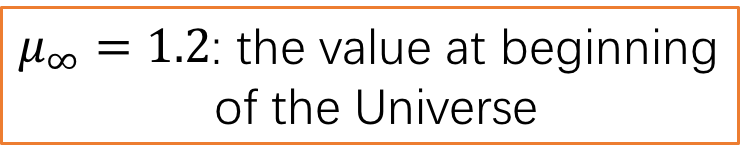 μ∞ = 1.2: the value at beginning
of the Universe